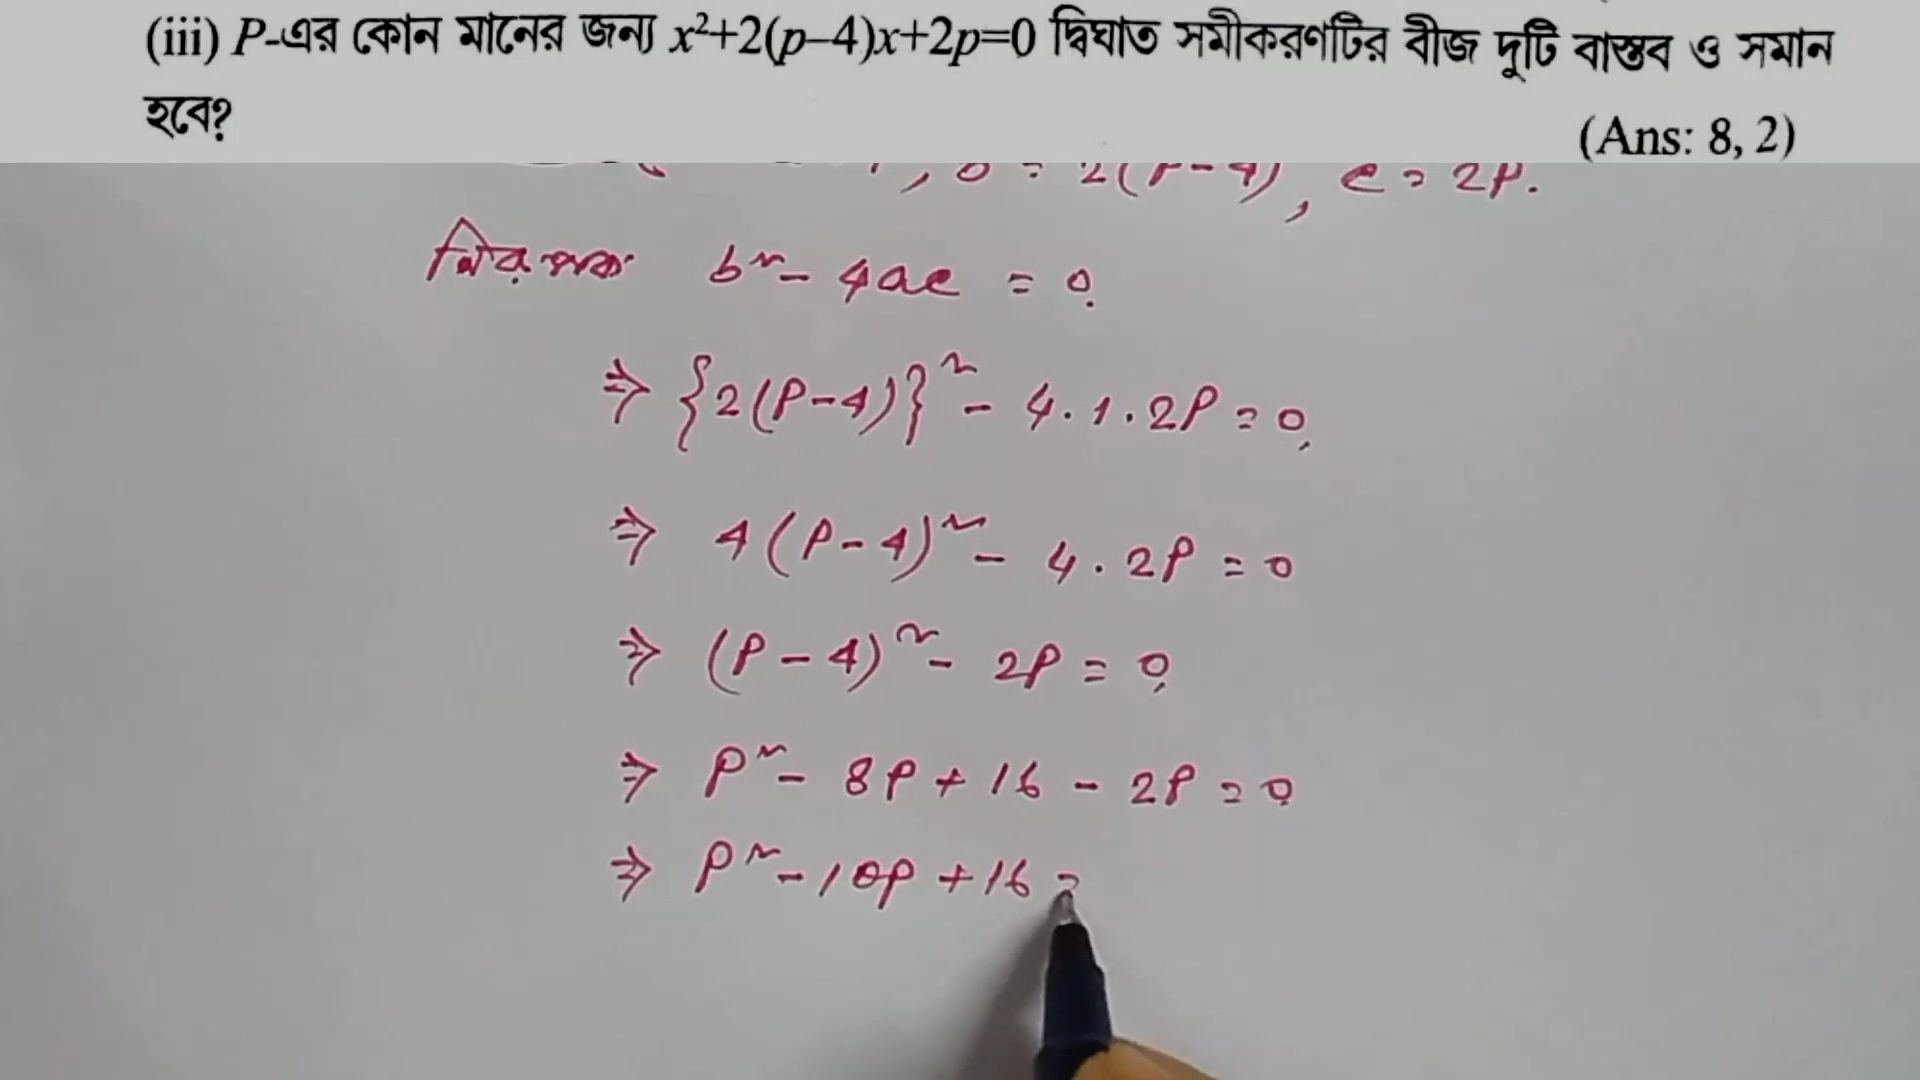 (iii) P-এর কোন মানের জন্য x²+2(p–4)x+2p=0 দ্বিঘাত সমীকরণটির বীজ দুটি বাস্তব ও সমান
হবে? (Ans: 8, 2)
2(P-4), c = 2P.
নিরূপক b² - 4ac = 0.
⇒ {2(P-4)}² - 4.1.2P = 0.
⇒ 4(P-4)² - 4.2P = 0
⇒ (P-4)² - 2P = 0.
⇒ P² - 8P + 16 - 2P = 0
⇒ P² - 10P + 16 =